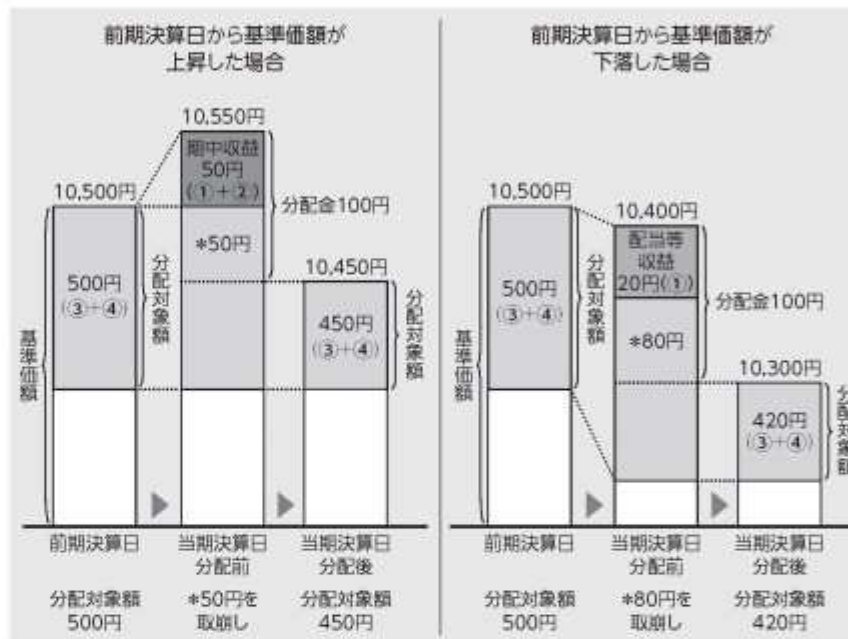 前期決算日から基準価額が
上昇した場合
10,550円
期中収益
50円
(①+②)
10,500円
分配金100円
*50円
10,450円
500円
(③+④)
分配対象額
450円
(③+④)
分配対象額
基準価額
前期決算日
当期決算日
分配前
当期決算日
分配後
分配対象額
500円
*50円を
取崩し
分配対象額
450円
前期決算日から基準価額が
下落した場合
10,500円
10,400円
配当等
収益
20円(①)
分配金100円
500円
(③+④)
分配対象額
*80円
10,300円
420円
(③+④)
分配対象額
基準価額
前期決算日
当期決算日
分配前
当期決算日
分配後
分配対象額
500円
*80円を
取崩し
分配対象額
420円